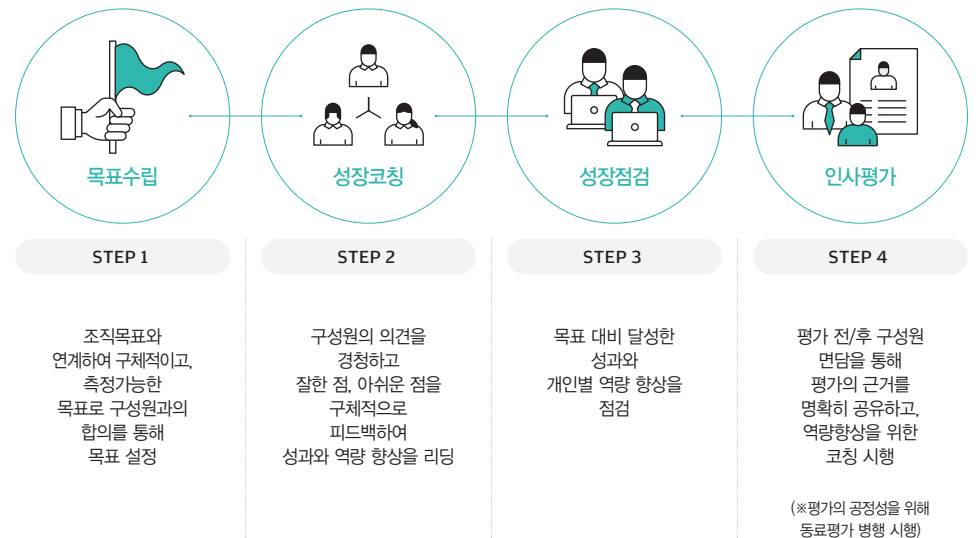 목표수립
성장코칭
성장점검
인사평가
STEP 1
STEP 2
STEP 3
STEP 4
조직목표와
연계하여 구체적이고,
측정가능한
목표로 구성원과의
합의를 통해
목표 설정
구성원의 의견을
경청하고
잘한 점, 아쉬운 점을
구체적으로
피드백하여
성과와 역량 향상을 리딩
목표 대비 달성한
성과와
개인별 역량 향상을
점검
평가 전/후 구성원
면담을 통해
평가의 근거를
명확히 공유하고,
역량향상을 위한
코칭 시행
(※평가의 공정성을 위해
동료평가 병행 시행)